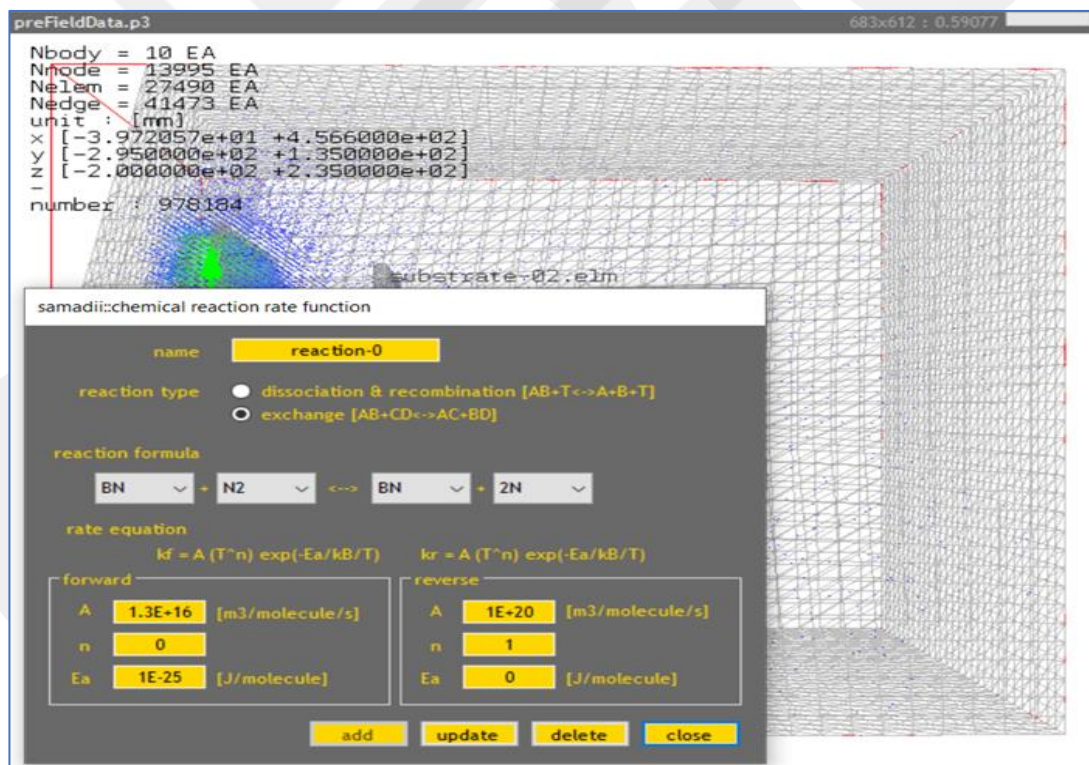 preFieldData.p3 683x612 : 0.59077
Nbody = 10 EA
Nnode = 13995 EA
Nelem = 27490 EA
Nedge = 41473 EA
unit : [mm]
x [-3.972057e+01 +4.566000e+02]
y [-2.950000e+02 +1.350000e+02]
z [-2.000000e+02 +2.350000e+02]
-
number : 978184
substrate-02.elm
samadii::chemical reaction rate function
name reaction-0
reaction type dissociation & recombination [AB+T<->A+B+T]
exchange [AB+CD<->AC+BD]
reaction formula
BN + N2 <--> BN + 2N
rate equation
kf = A (T^n) exp(-Ea/kB/T) kr = A (T^n) exp(-Ea/kB/T)
forward reverse
A 1.3E+16 [m3/molecule/s] A 1E+20 [m3/molecule/s]
n 0 n 1
Ea 1E-25 [J/molecule] Ea 0 [J/molecule]
add update delete close